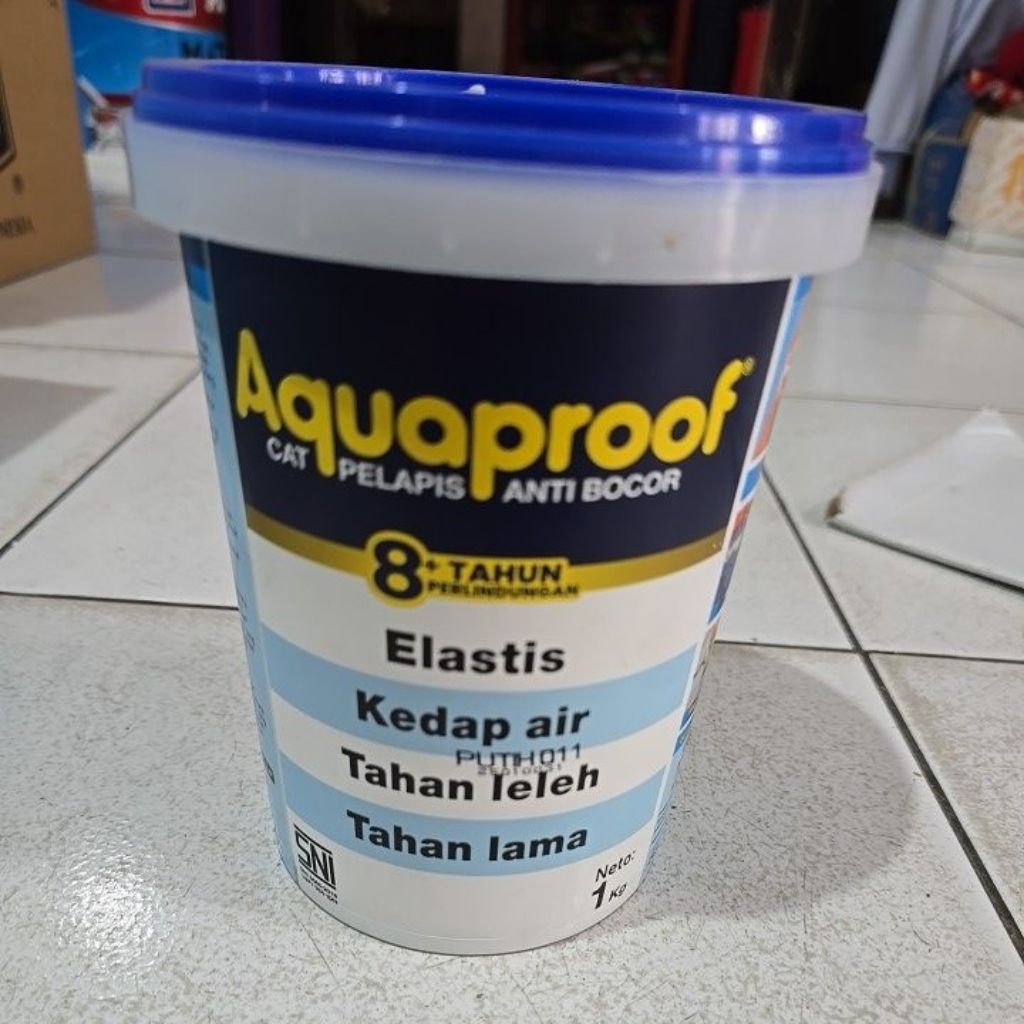 Aquaproof®
CAT PELAPIS ANTI BOCOR
8+ TAHUN
PERLINDUNGAN
Elastis
Kedap air
PUTIH 011
Tahan leleh
Tahan lama
SNI
Neto:
1 Kg